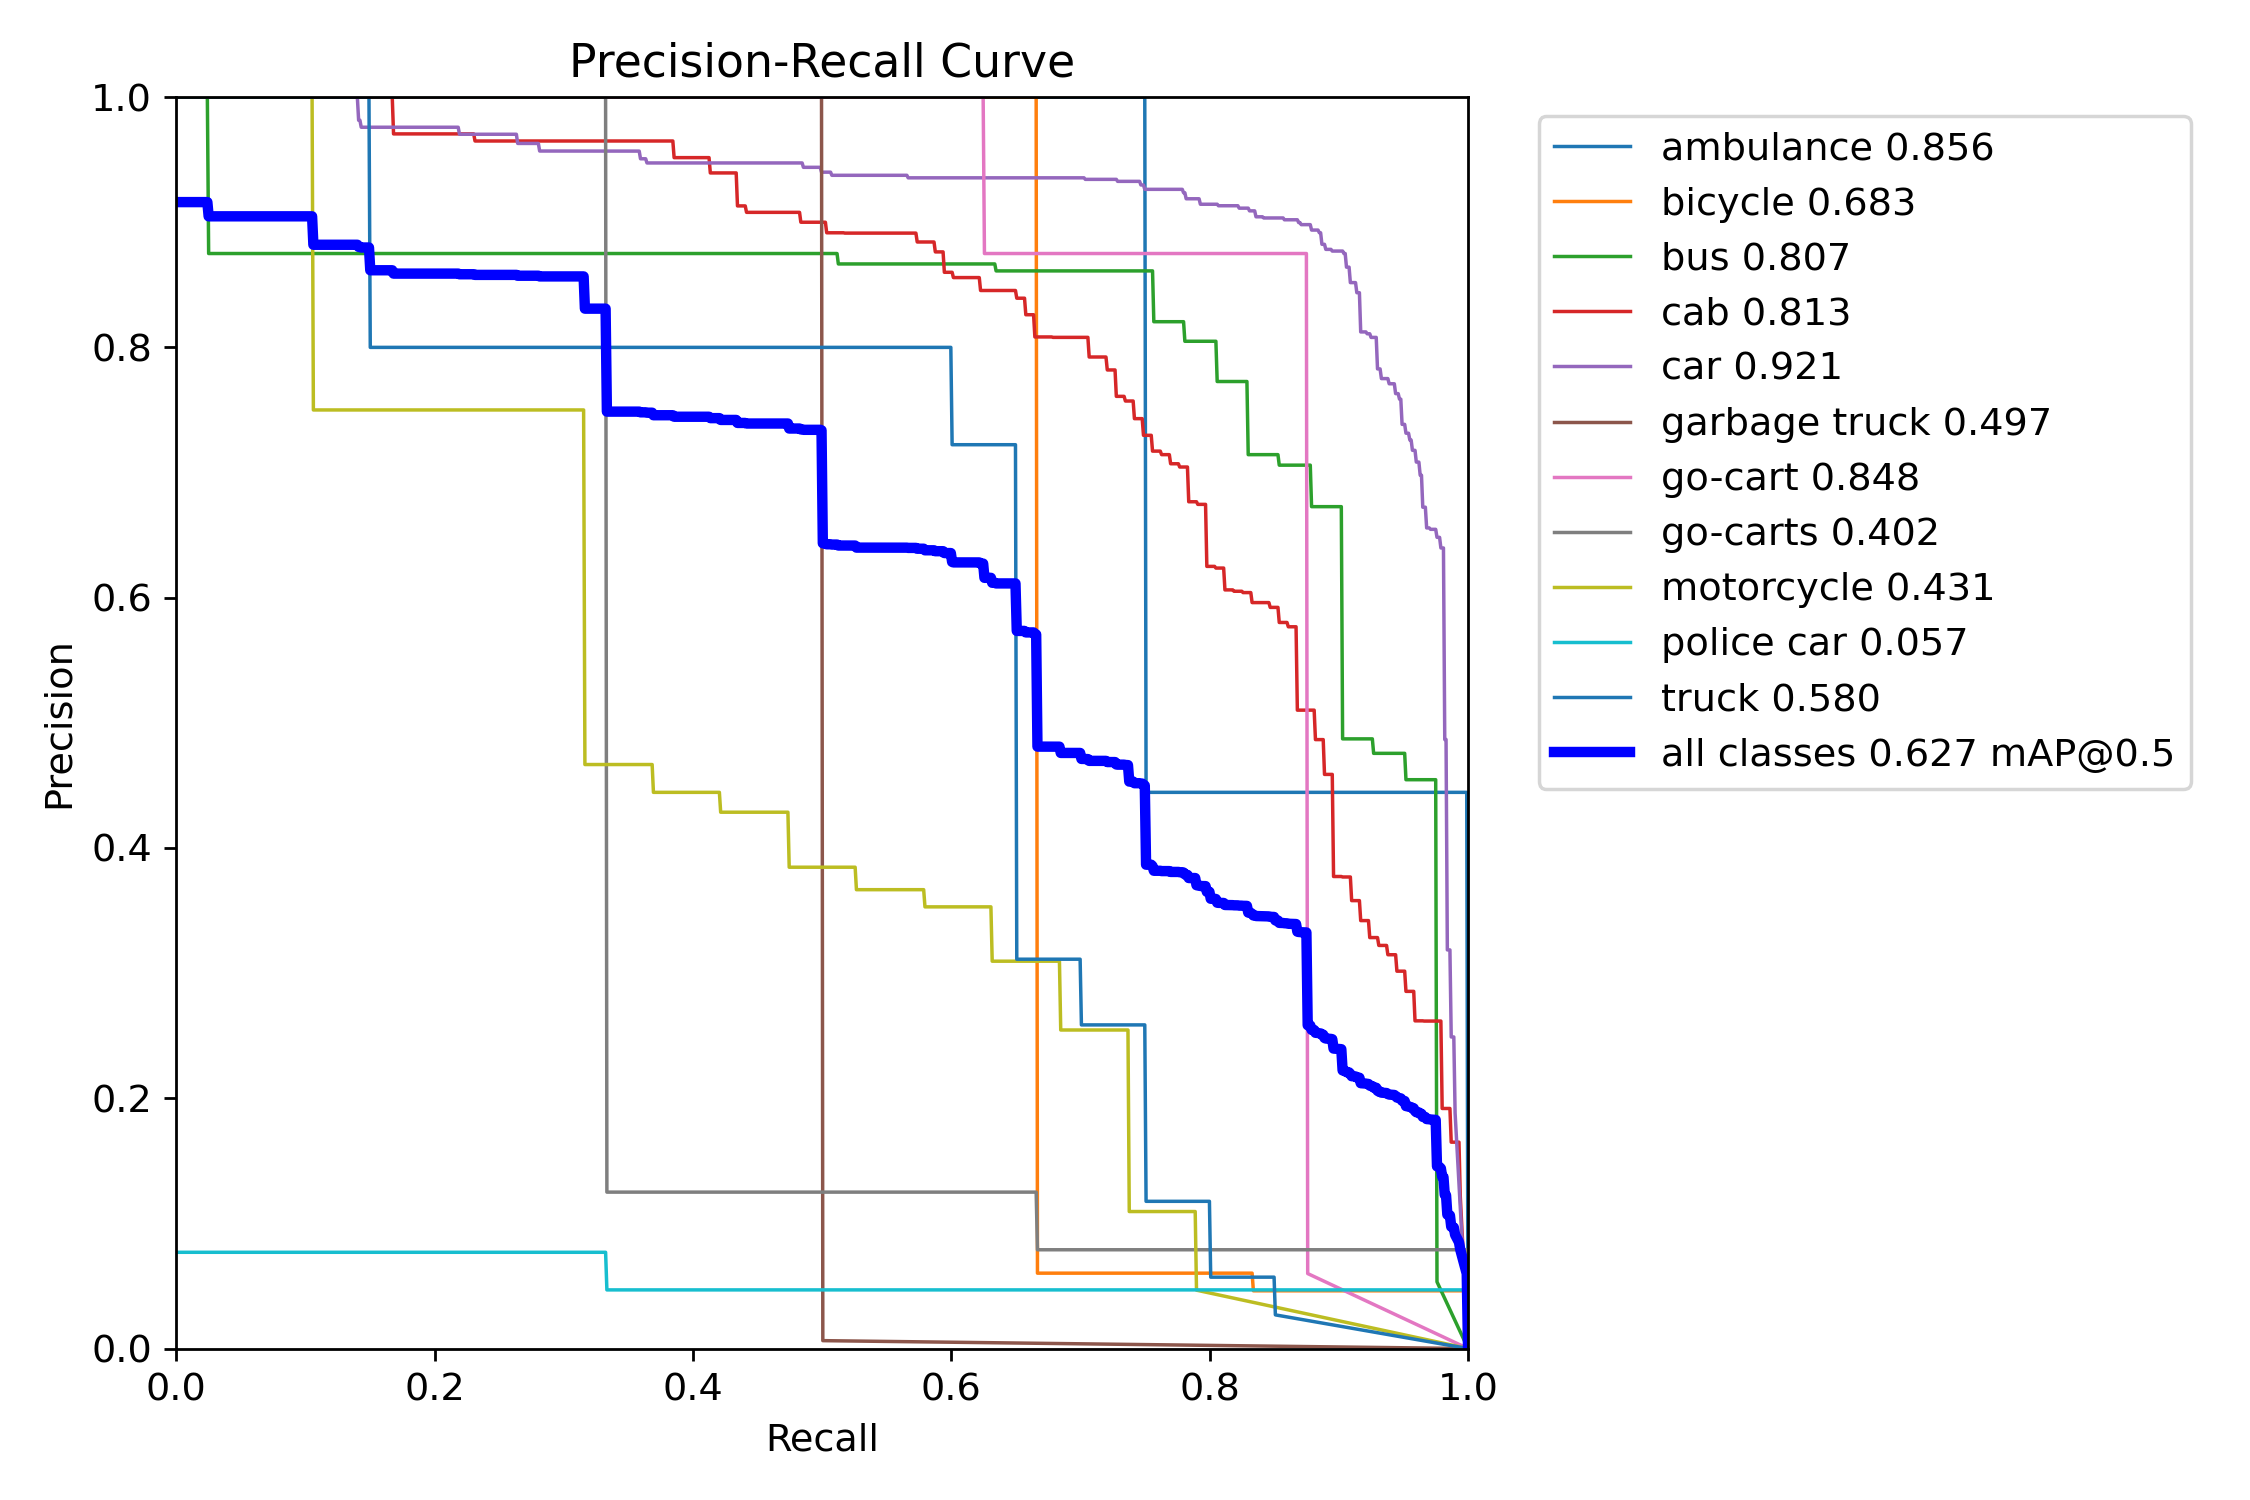 Precision-Recall Curve
1.0
0.8
0.6
0.4
0.2
0.0
Precision
0.0 0.2 0.4 0.6 0.8 1.0
Recall
ambulance 0.856
bicycle 0.683
bus 0.807
cab 0.813
car 0.921
garbage truck 0.497
go-cart 0.848
go-carts 0.402
motorcycle 0.431
police car 0.057
truck 0.580
all classes 0.627 mAP@0.5